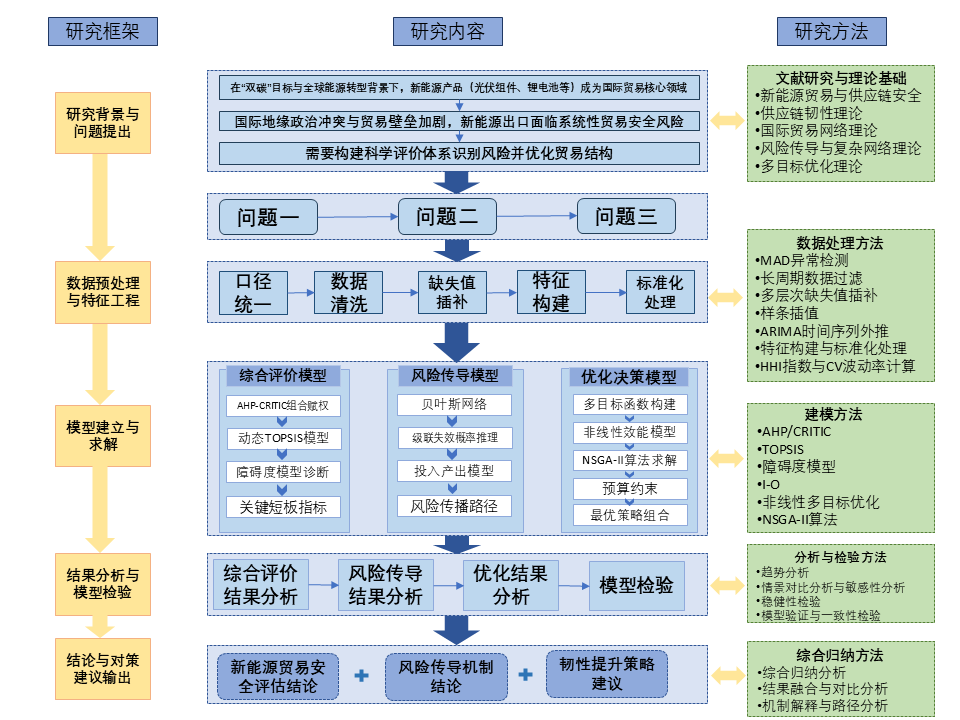 研究框架
研究内容
研究方法
研究背景与
问题提出
在“双碳”目标与全球能源转型背景下，新能源产品（光伏组件、锂电池等）成为国际贸易核心领域
国际地缘政治冲突与贸易壁垒加剧，新能源出口面临系统性贸易安全风险
需要构建科学评价体系识别风险并优化贸易结构
文献研究与理论基础
•新能源贸易与供应链安全
•供应链韧性理论
•国际贸易网络理论
•风险传导与复杂网络理论
•多目标优化理论
问题一
问题二
问题三
数据预处理
与特征工程
口径
统一
数据
清洗
缺失值
插补
特征
构建
标准化
处理
数据处理方法
•MAD异常检测
•长周期数据过滤
•多层次缺失值插补
•样条插值
•ARIMA时间序列外推
•特征构建与标准化处理
•HHI指数与CV波动率计算
模型建立与
求解
综合评价模型
AHP-CRITIC组合赋权
动态TOPSIS模型
障碍度模型诊断
关键短板指标
风险传导模型
贝叶斯网络
级联失效概率推理
投入产出模型
风险传播路径
优化决策模型
多目标函数构建
非线性效能模型
NSGA-II算法求解
预算约束
最优策略组合
建模方法
•AHP/CRITIC
•TOPSIS
•障碍度模型
•I-O
•非线性多目标优化
•NSGA-II算法
结果分析与
模型检验
综合评价
结果分析
风险传导
结果分析
优化结果
分析
模型检验
分析与检验方法
•趋势分析
•情景对比分析与敏感性分析
•稳健性检验
•模型验证与一致性检验
结论与对策
建议输出
新能源贸易安
全评估结论
风险传导机制
结论
韧性提升策略
建议
综合归纳方法
•综合归纳分析
•结果融合与对比分析
•机制解释与路径分析